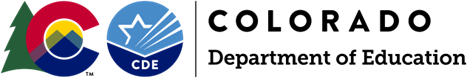 COLORADO
CDE
Department of Education
TM